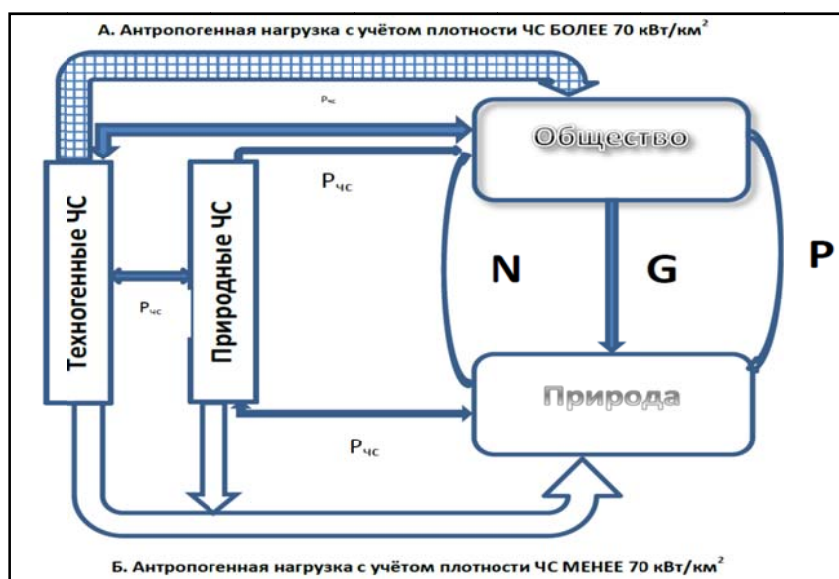 А. Антропогенная нагрузка с учётом плотности ЧС БОЛЕЕ 70 кВт/км²
Рчс
Общество
Техногенные ЧС
Природные ЧС
Рчс
N
G
P
Рчс
Природа
Рчс
Б. Антропогенная нагрузка с учётом плотности ЧС МЕНЕЕ 70 кВт/км²